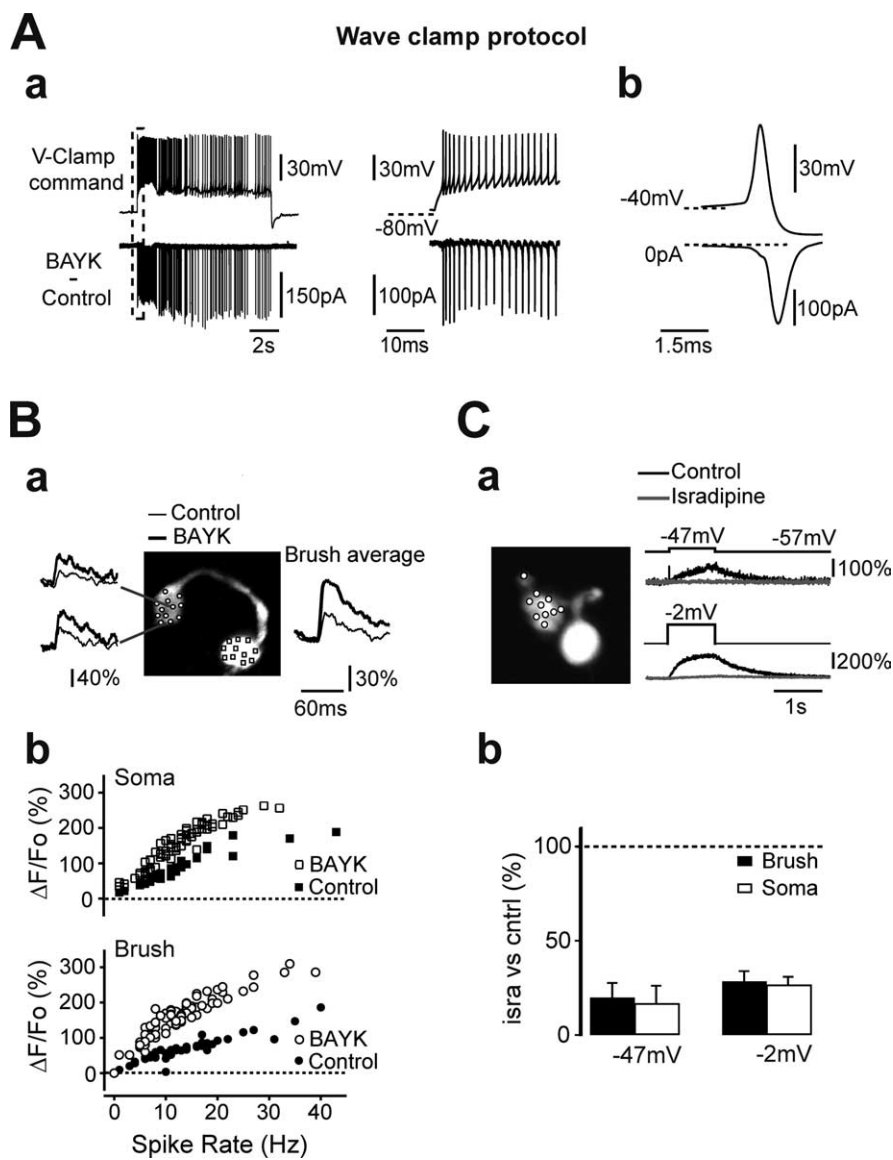 Wave clamp protocol
A
a
V-Clamp
command
30mV
30mV
-80mV
BAYK
-
Control
150pA
100pA
2s
10ms
b
-40mV
30mV
0pA
100pA
1.5ms
B
a
Control
BAYK
Brush average
40%
30%
60ms
b
Soma
ΔF/Fo (%)
300
200
100
0
BAYK
Control
Brush
ΔF/Fo (%)
300
200
100
0
BAYK
Control
0 10 20 30 40
Spike Rate (Hz)
C
a
Control
Isradipine
-47mV
-57mV
100%
-2mV
200%
1s
b
isra vs cntrl (%)
100
50
0
Brush
Soma
-47mV -2mV